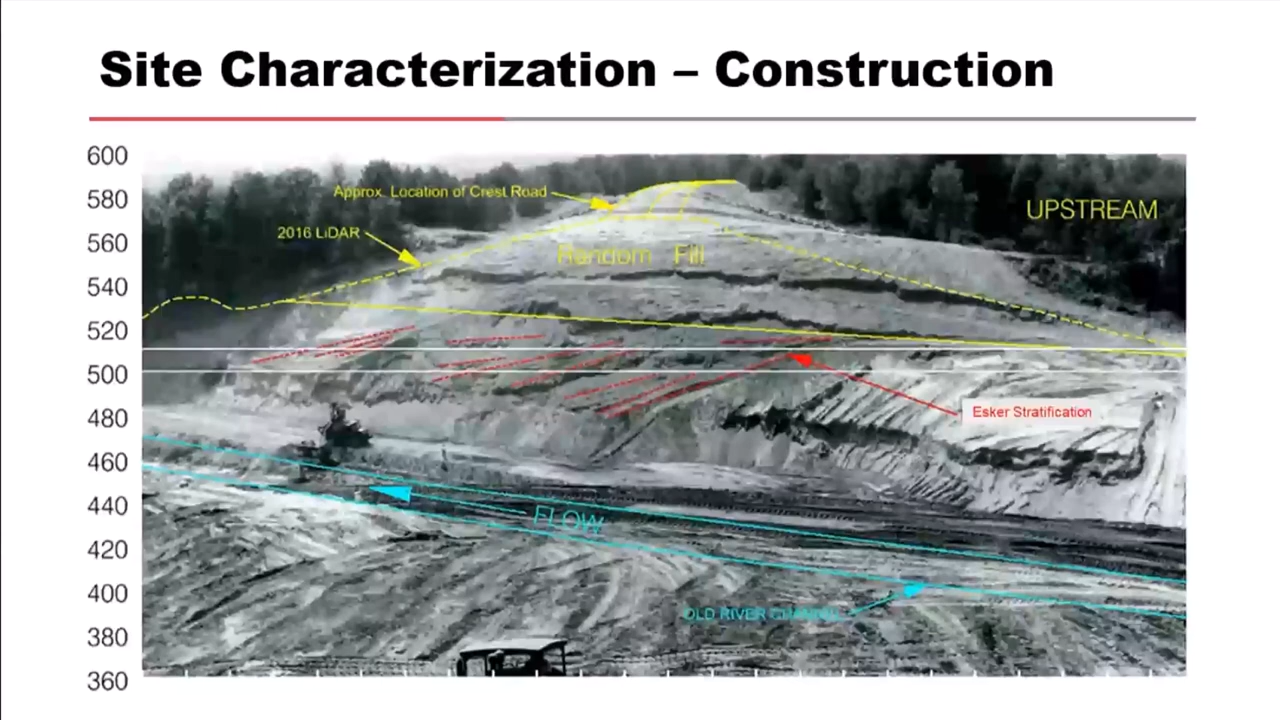 Site Characterization – Construction
600
580
560
540
520
500
480
460
440
420
400
380
360
Approx. Location of Crest Road
2016 LiDAR
UPSTREAM
Random Fill
Esker Stratification
FLOW
OLD RIVER CHANNEL